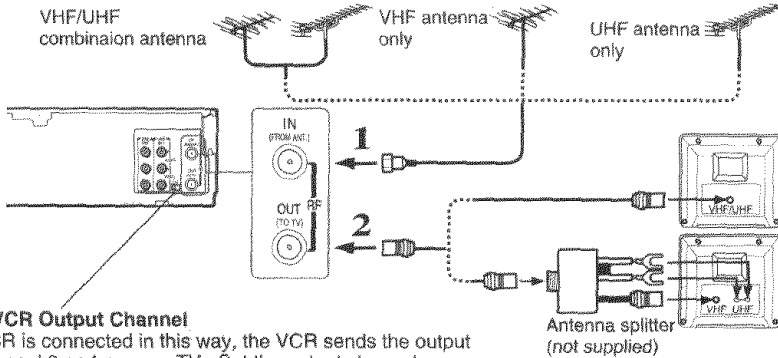 VHF/UHF
combinaion antenna
VHF antenna
only
UHF antenna
only
IN
(FROM ANT.)
1
RF
OUT
(TO TV)
2
VHF/UHF
VHF UHF
Antenna splitter
(not supplied)
VCR Output Channel
R is connected in this way, the VCR sends the output